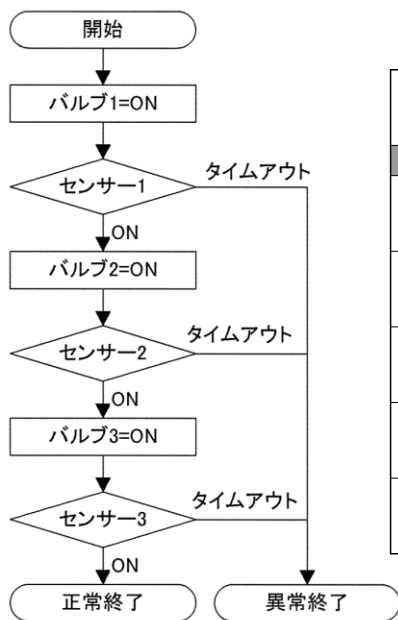 開始
バルブ1=ON
センサー1
タイムアウト
ON
バルブ2=ON
センサー2
タイムアウト
ON
バルブ3=ON
センサー3
タイムアウト
ON
正常終了
異常終了